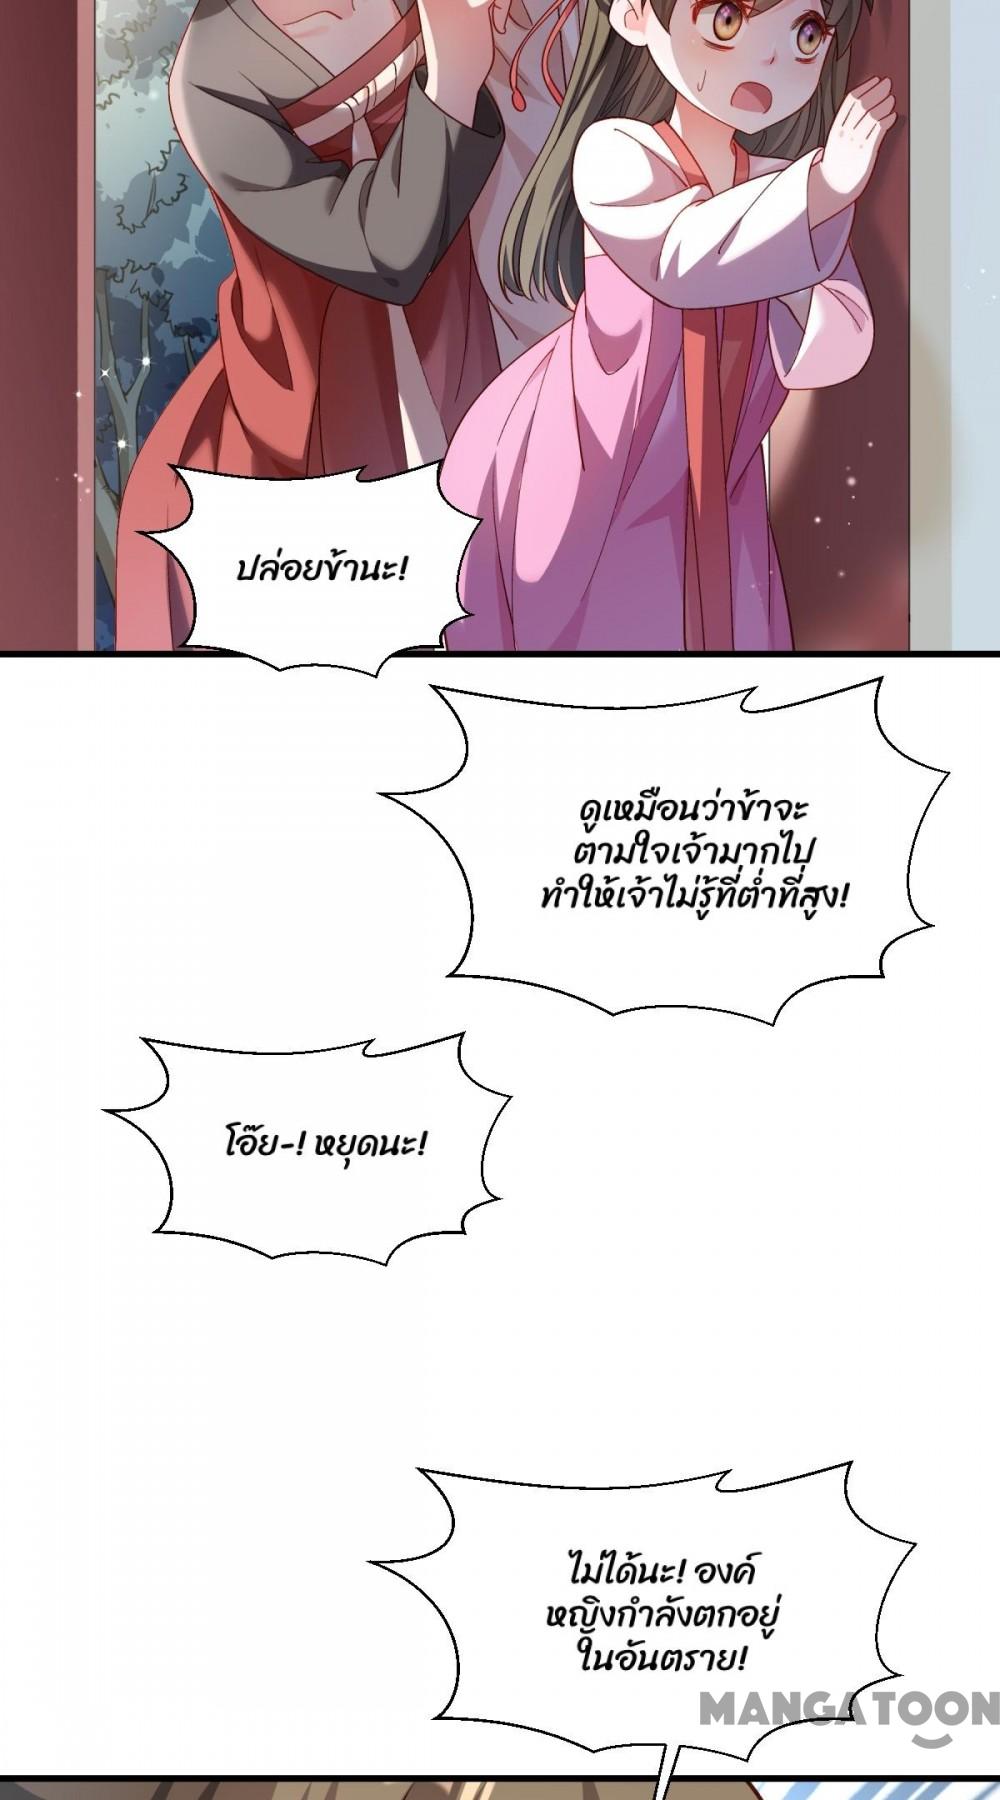 ปล่อยข้านะ!
ดูเหมือนว่าข้าจะ
ตามใจเจ้ามากไป
ทำให้เจ้าไม่รู้ที่ต่ำที่สูง!
โอ๊ย-! หยุดนะ!
ไม่ได้นะ! องค์
หญิงกำลังตกอยู่
ในอันตราย!
MANGATOON